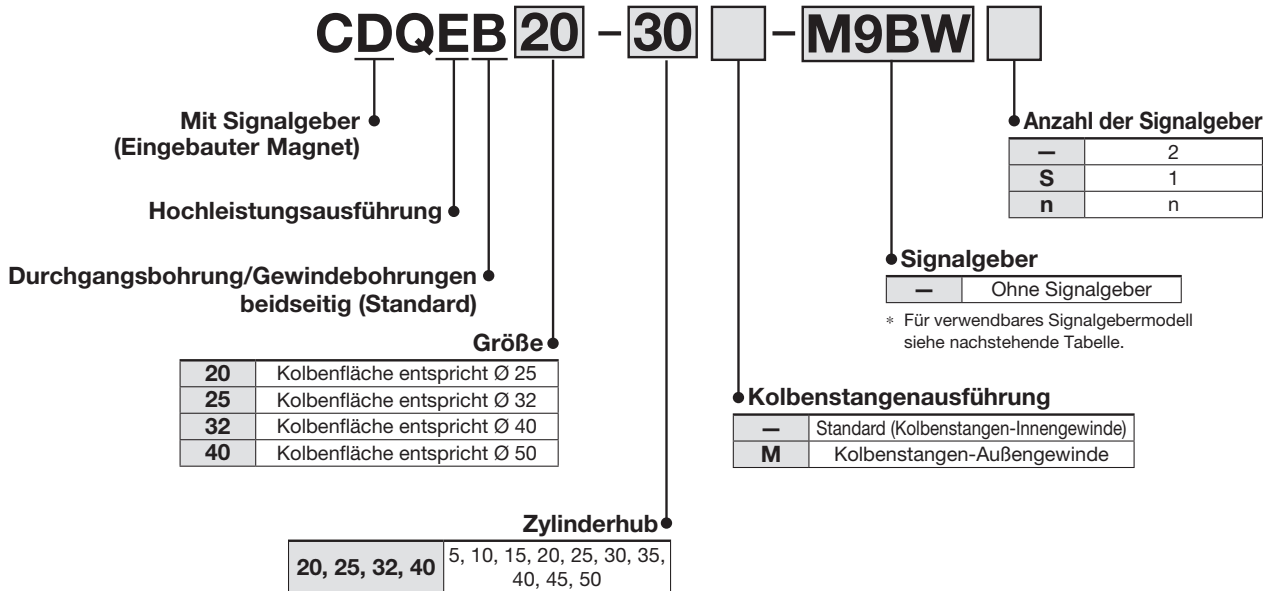 CDQEB 20 – 30 – M9BW
Mit Signalgeber
(Eingebauter Magnet)
Hochleistungsausführung
Durchgangsbohrung/Gewindebohrungen
beidseitig (Standard)
Größe
20 Kolbenfläche entspricht Ø 25
25 Kolbenfläche entspricht Ø 32
32 Kolbenfläche entspricht Ø 40
40 Kolbenfläche entspricht Ø 50
Zylinderhub
20, 25, 32, 40 5, 10, 15, 20, 25, 30, 35,
40, 45, 50
Kolbenstangenausführung
— Standard (Kolbenstangen-Innengewinde)
M Kolbenstangen-Außengewinde
Signalgeber
— Ohne Signalgeber
* Für verwendbares Signalgebermodell
siehe nachstehende Tabelle.
Anzahl der Signalgeber
— 2
S 1
n n